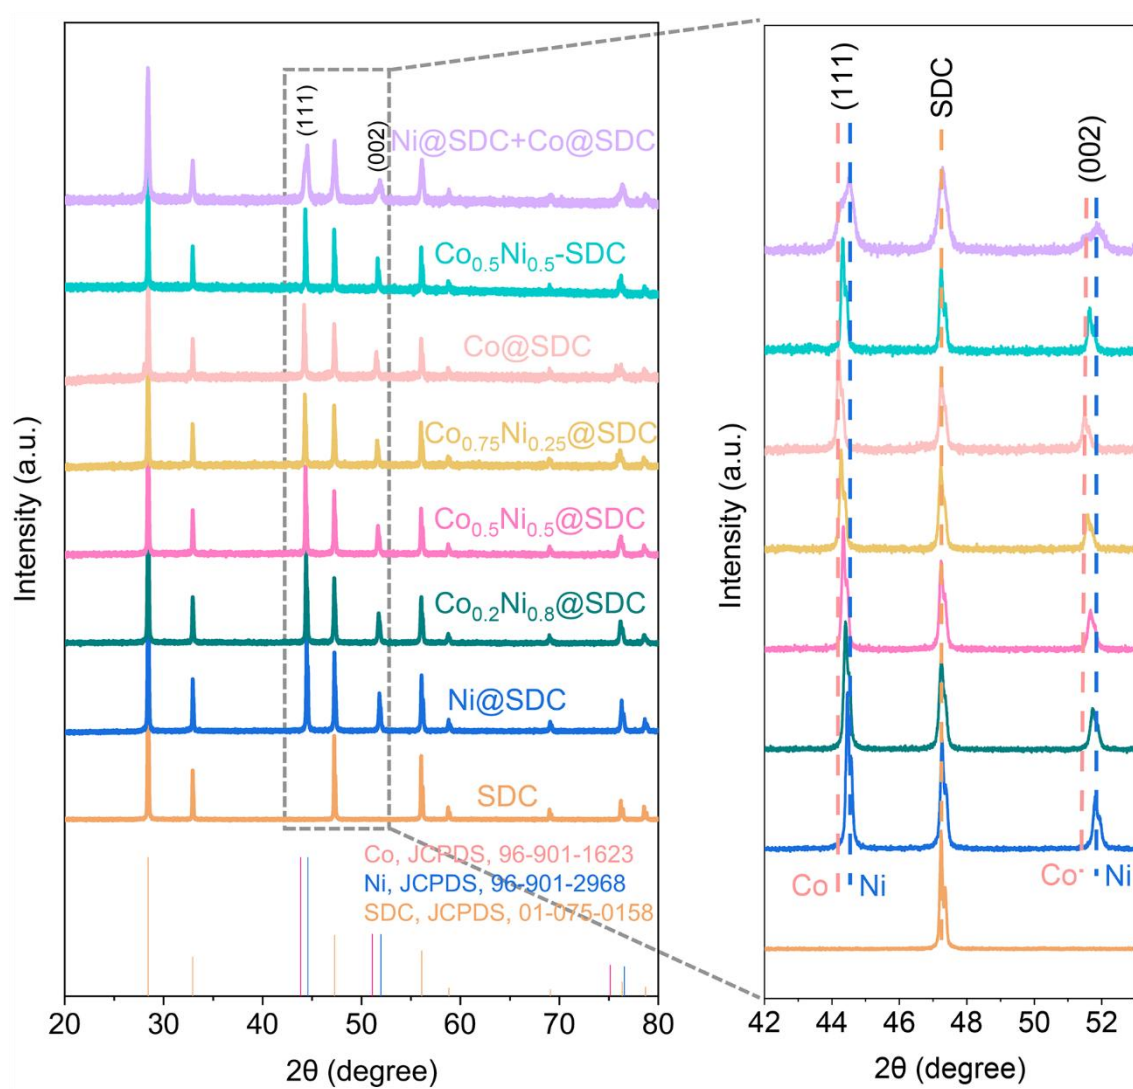 Intensity (a.u.)
(111)
(002)
Ni@SDC+Co@SDC
Co0.5Ni0.5-SDC
Co@SDC
Co0.75Ni0.25@SDC
Co0.5Ni0.5@SDC
Co0.2Ni0.8@SDC
Ni@SDC
SDC
Co, JCPDS, 96-901-1623
Ni, JCPDS, 96-901-2968
SDC, JCPDS, 01-075-0158
20 30 40 50 60 70 80
2θ (degree)
Intensity (a.u.)
(111)
SDC
(002)
Co Ni
Co Ni
42 44 46 48 50 52
2θ (degree)